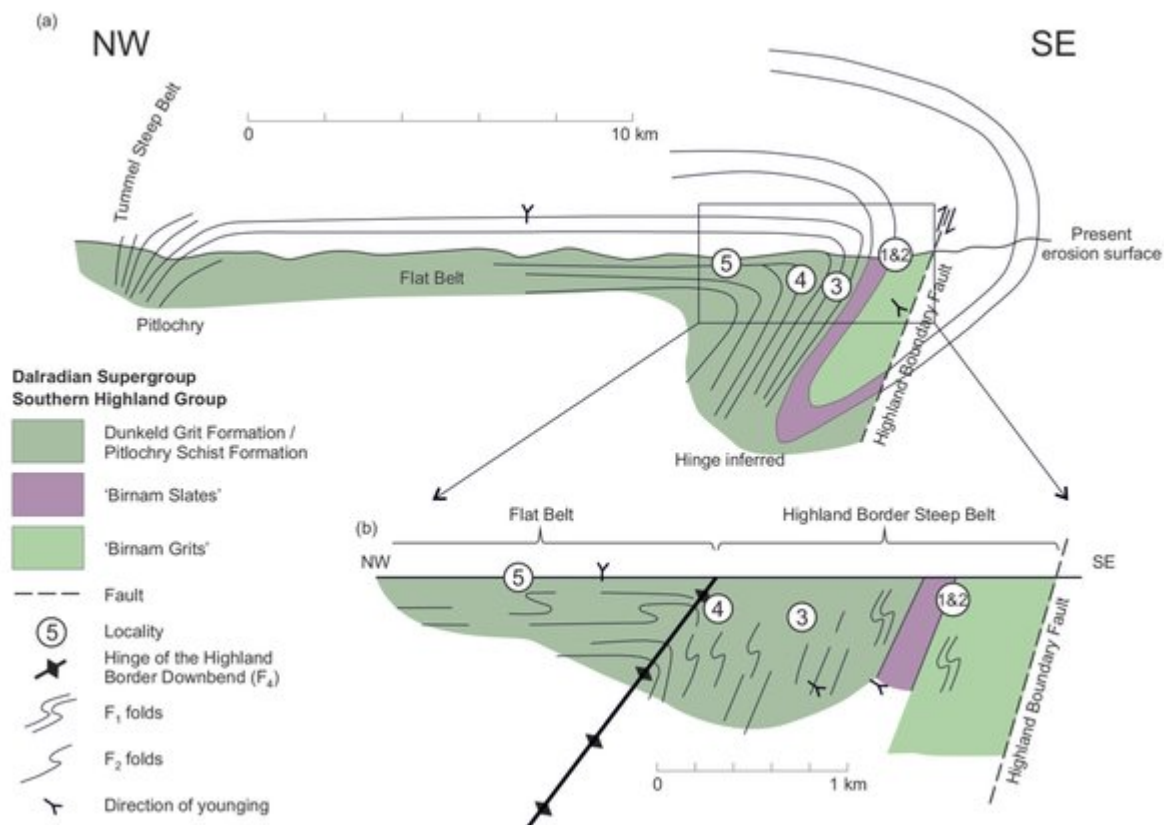 (a)
NW
SE
Tummel Steep Belt
0
10 km
5
4
3
1&2
Present
erosion surface
Flat Belt
Pitlochry
Highland Boundary Fault
Hinge inferred
Dalradian Supergroup
Southern Highland Group
Dunkeld Grit Formation /
Pitlochry Schist Formation
'Birnam Slates'
'Birnam Grits'
Fault
5
Locality
Hinge of the Highland
Border Downbend (F4)
F1 folds
F2 folds
Direction of younging
(b)
Flat Belt
Highland Border Steep Belt
NW
SE
5
4
3
1&2
Highland Boundary Fault
0
1 km